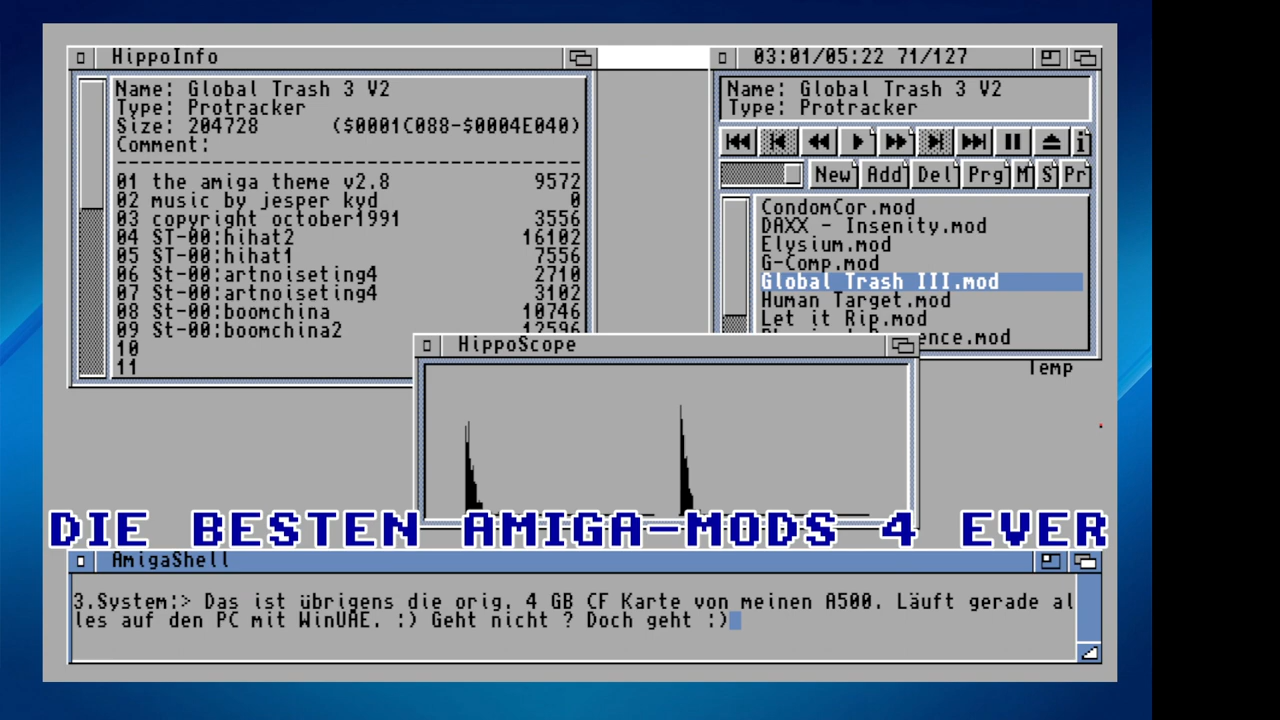 HippoInfo
Name: Global Trash 3 V2
Type: Protracker
Size: 204728 ($0001C088-$0004E040)
Comment:
----------------------------------------------------
01 the amiga theme v2.8 9572
02 music by jesper kyd 0
03 copyright october1991 3556
04 ST-00:hihat2 16102
05 ST-00:hihat1 7556
06 St-00:artnoiseting4 2710
07 St-00:artnoiseting4 3102
08 St-00:boomchina 10746
09 St-00:boomchina2 12596
10
11
03:01/05:22 71/127
Name: Global Trash 3 V2
Type: Protracker
i
New Add Del Prg M S Pr
CondomCor.mod
DAXX - Insenity.mod
Elysium.mod
G-Comp.mod
Global Trash III.mod
Human Target.mod
Let it Rip.mod
ence.mod
Temp
HippoScope
DIE BESTEN AMIGA-MODS 4 EVER
AmigaShell
3.System:> Das ist übrigens die orig. 4 GB CF Karte von meinen A500. Läuft gerade al
les auf den PC mit WinUAE. :) Geht nicht ? Doch geht :)